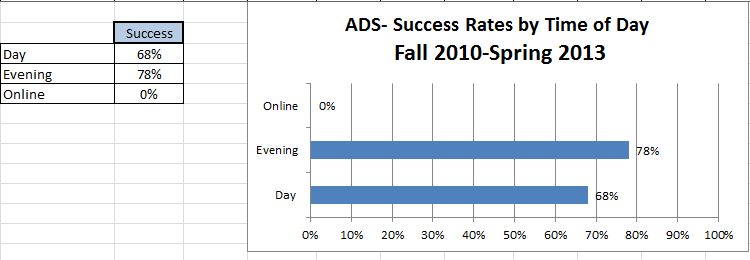 Success
Day 68%
Evening 78%
Online 0%
ADS- Success Rates by Time of Day
Fall 2010-Spring 2013
Online 0%
Evening 78%
Day 68%
0% 10% 20% 30% 40% 50% 60% 70% 80% 90% 100%